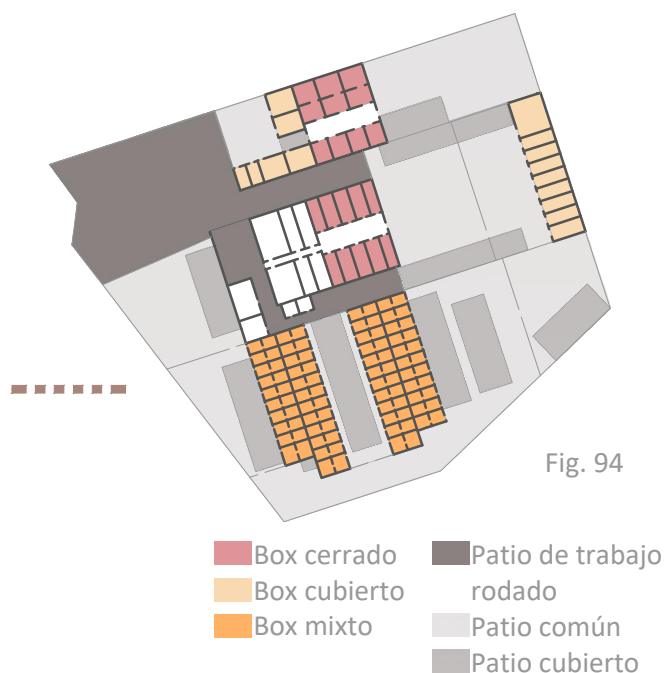 Fig. 94
Box cerrado
Box cubierto
Box mixto
Patio de trabajo
rodado
Patio común
Patio cubierto